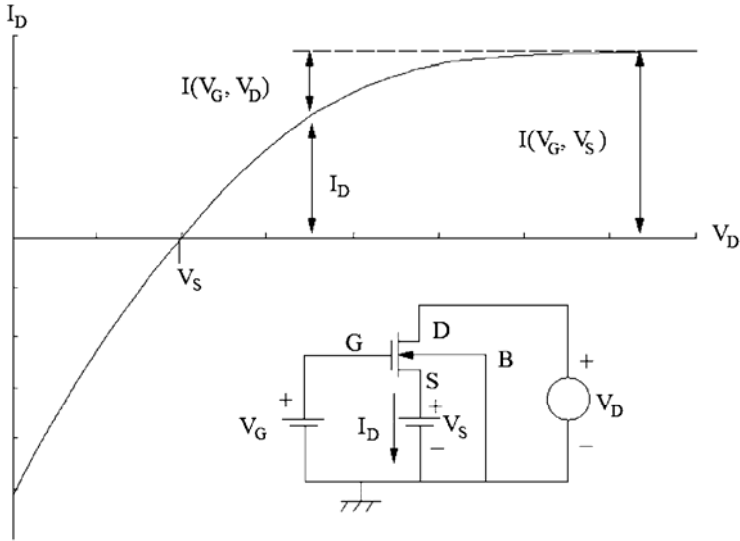 I_D
I(V_G, V_D)
I(V_G, V_S)
I_D
V_D
V_S
D
G
B
S
+
+
+
V_G
I_D
V_S
V_D
−
−